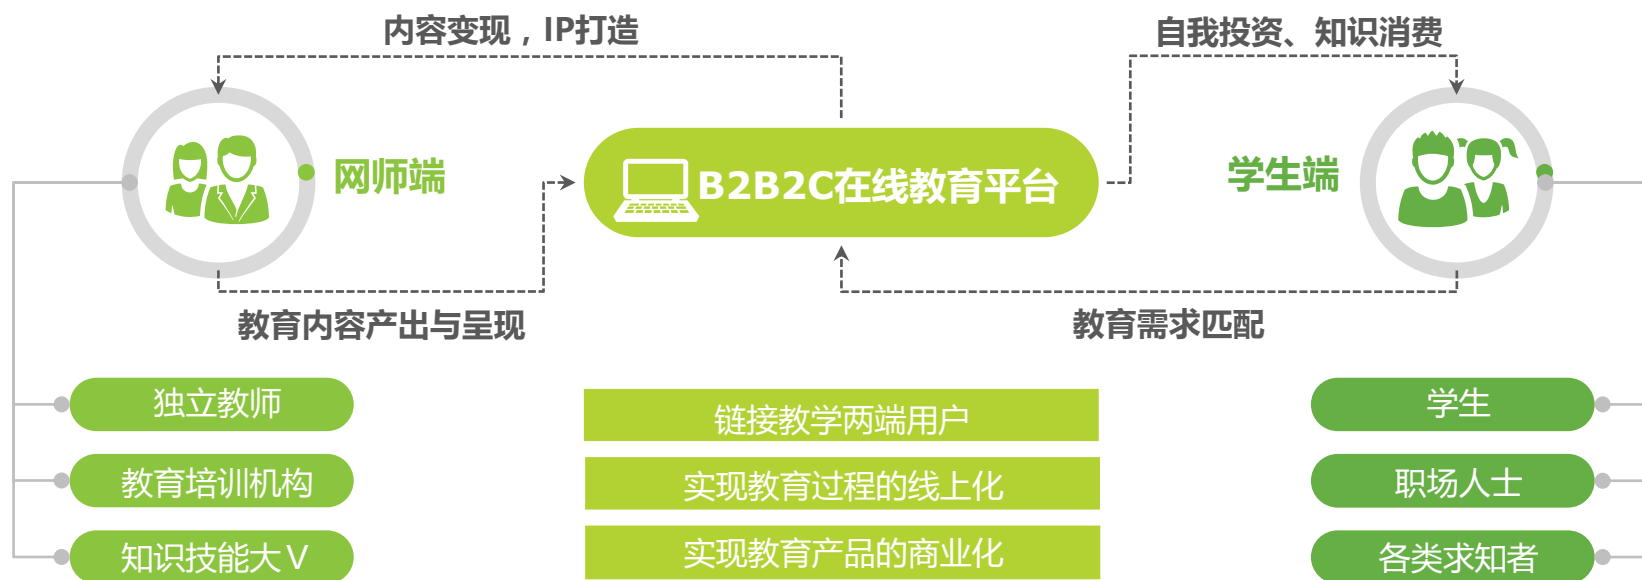 内容变现，IP打造
自我投资、知识消费
网师端
B2B2C在线教育平台
学生端
教育内容产出与呈现
教育需求匹配
独立教师
链接教学两端用户
学生
教育培训机构
实现教育过程的线上化
职场人士
知识技能大V
实现教育产品的商业化
各类求知者